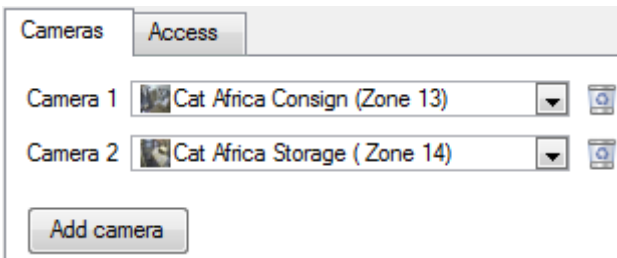 Cameras Access
Camera 1 Cat Africa Consign (Zone 13)
Camera 2 Cat Africa Storage ( Zone 14)
Add camera